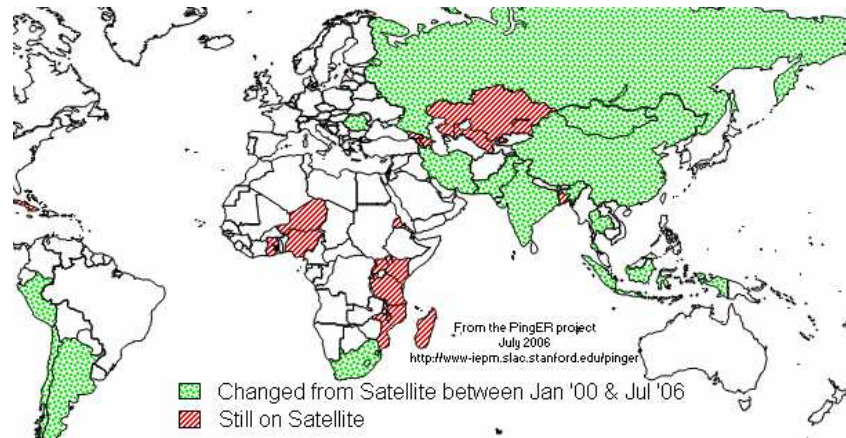 From the PingER project
July 2006
http://www-iepm.slac.stanford.edu/pinger
Changed from Satellite between Jan '00 & Jul '06
Still on Satellite